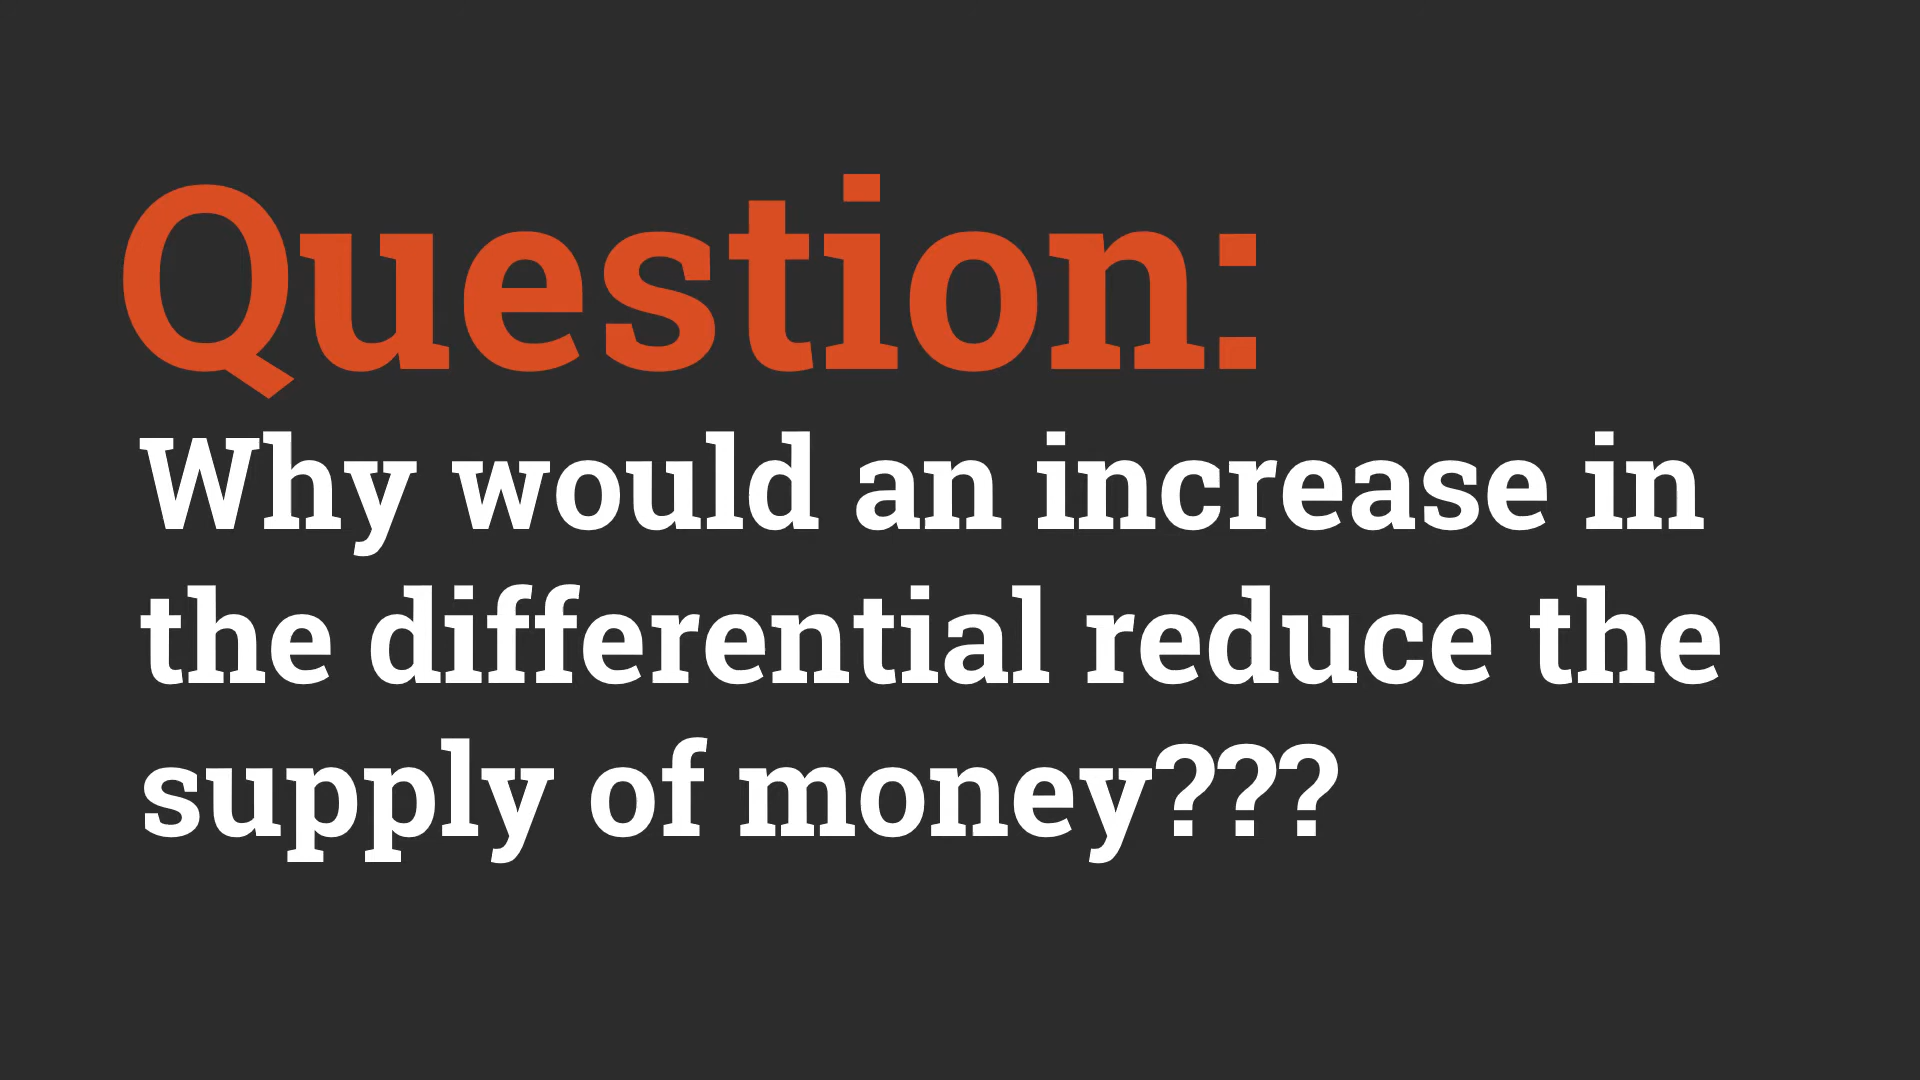 Question:
Why would an increase in
the differential reduce the
supply of money???